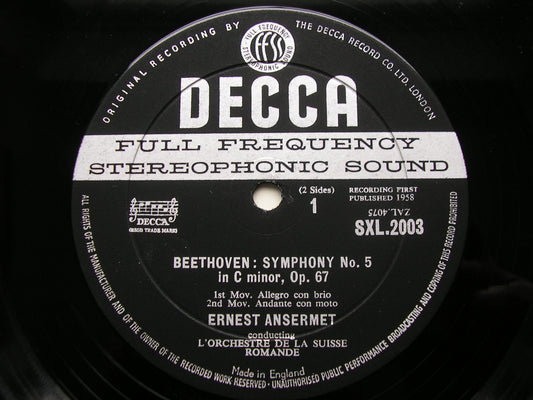 ORIGINAL RECORDING BY THE DECCA RECORD CO. LTD. LONDON
FULL FREQUENCY
ffss
STEREOPHONIC SOUND
DECCA
FULL FREQUENCY
STEREOPHONIC SOUND
(2 Sides)
1
RECORDING FIRST
PUBLISHED 1958
ZAL.4075
SXL.2003
DECCA
(REGD TRADE MARK)
BEETHOVEN : SYMPHONY No. 5
in C minor, Op. 67
1st Mov. Allegro con brio
2nd Mov. Andante con moto
ERNEST ANSERMET
conducting
L'ORCHESTRE DE LA SUISSE
ROMANDE
Made in England
ALL RIGHTS OF THE MANUFACTURER AND OF THE OWNER OF THE RECORDED WORK RESERVED · UNAUTHORISED PUBLIC PERFORMANCE BROADCASTING AND COPYING OF THIS RECORD PROHIBITED